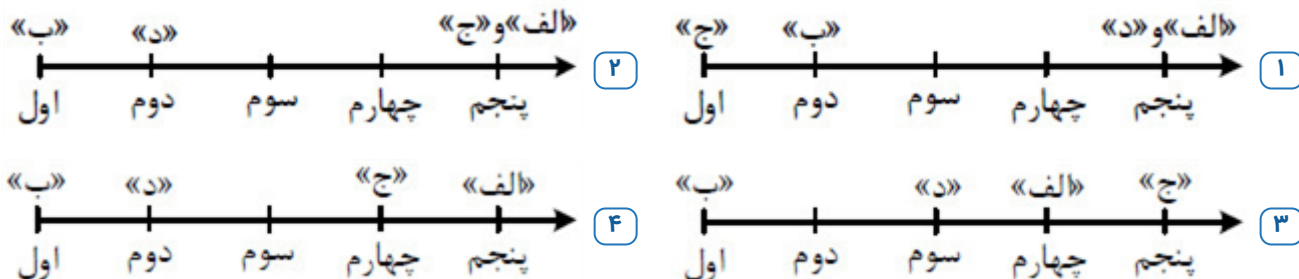 ۱
«ج» «ب» «الف» و «د»
اول دوم سوم چهارم پنجم
۲
«ب» «د» «الف» و «ج»
اول دوم سوم چهارم پنجم
۳
«ب» «د» «الف» «ج»
اول دوم سوم چهارم پنجم
۴
«ب» «د» «ج» «الف»
اول دوم سوم چهارم پنجم